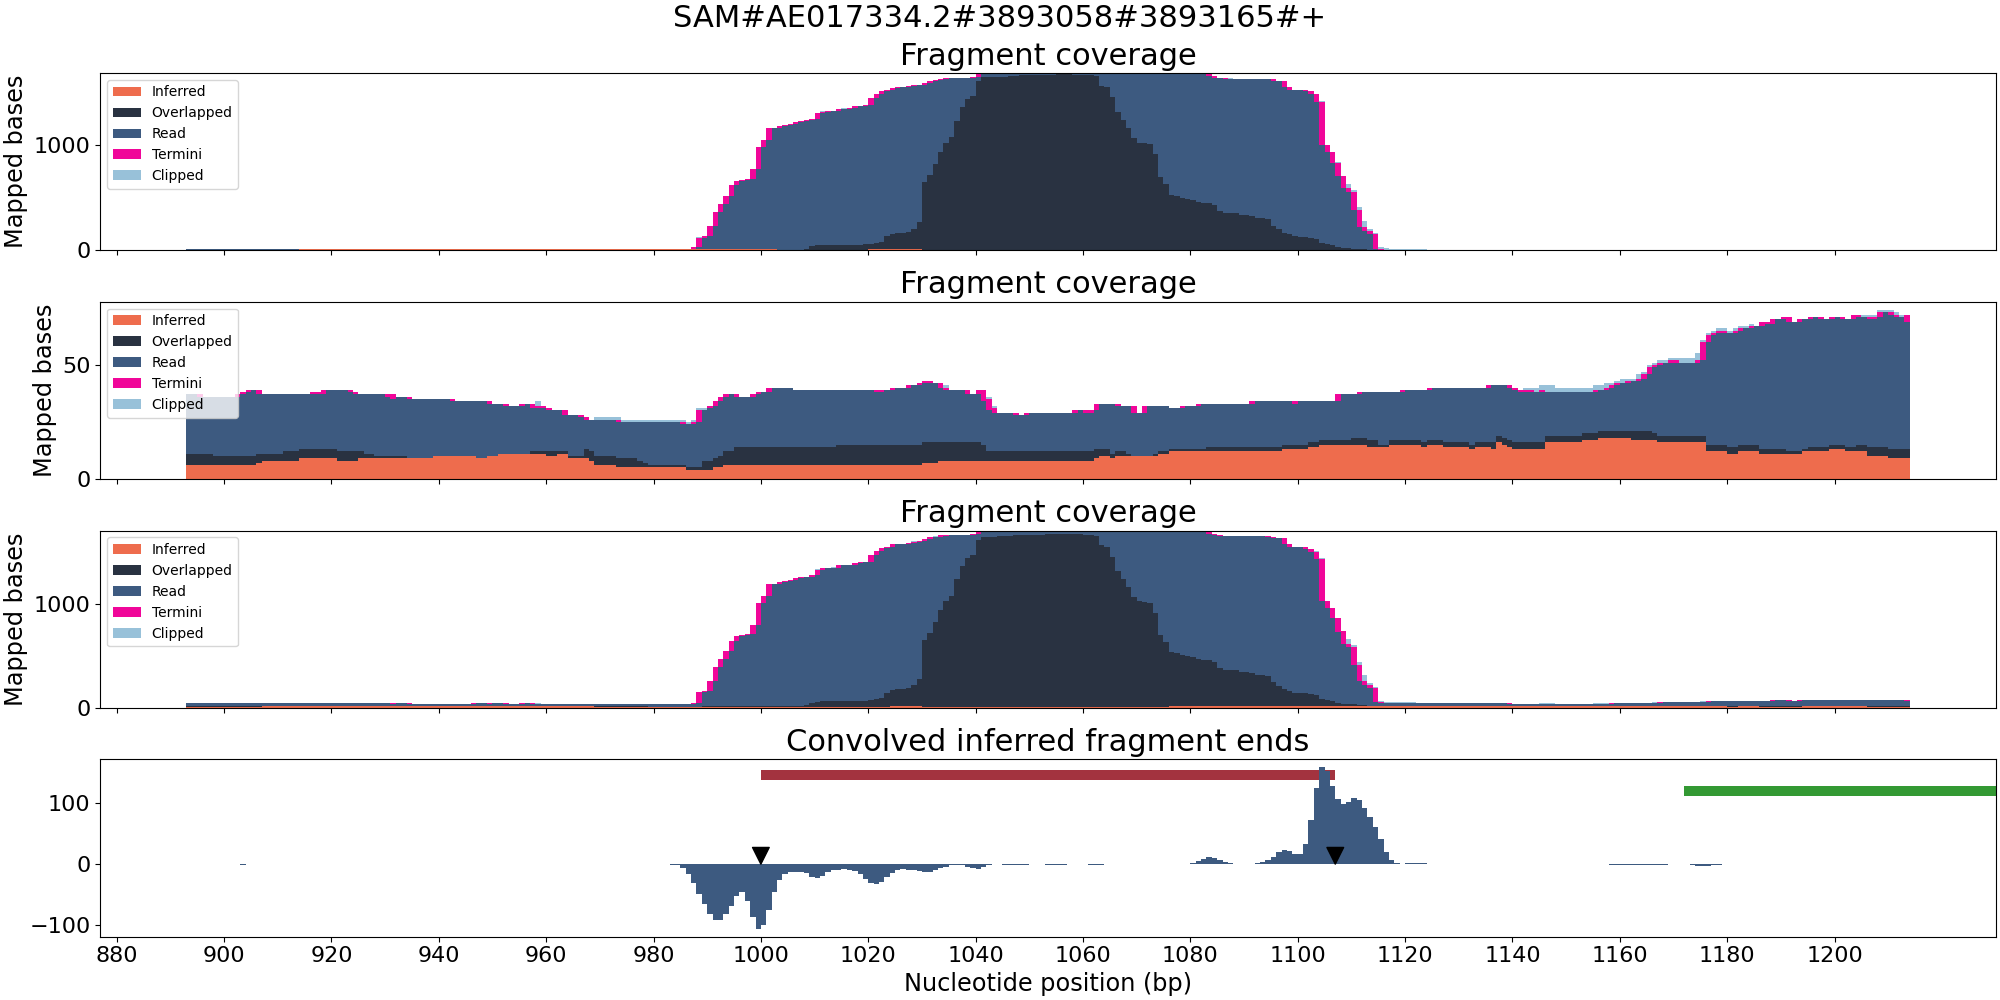 SAM#AE017334.2#3893058#3893165#+
Fragment coverage
Mapped bases
1000
0
Inferred
Overlapped
Read
Termini
Clipped
Fragment coverage
Mapped bases
50
0
Inferred
Overlapped
Read
Termini
Clipped
Fragment coverage
Mapped bases
1000
0
Inferred
Overlapped
Read
Termini
Clipped
Convolved inferred fragment ends
100
0
−100
880 900 920 940 960 980 1000 1020 1040 1060 1080 1100 1120 1140 1160 1180 1200
Nucleotide position (bp)